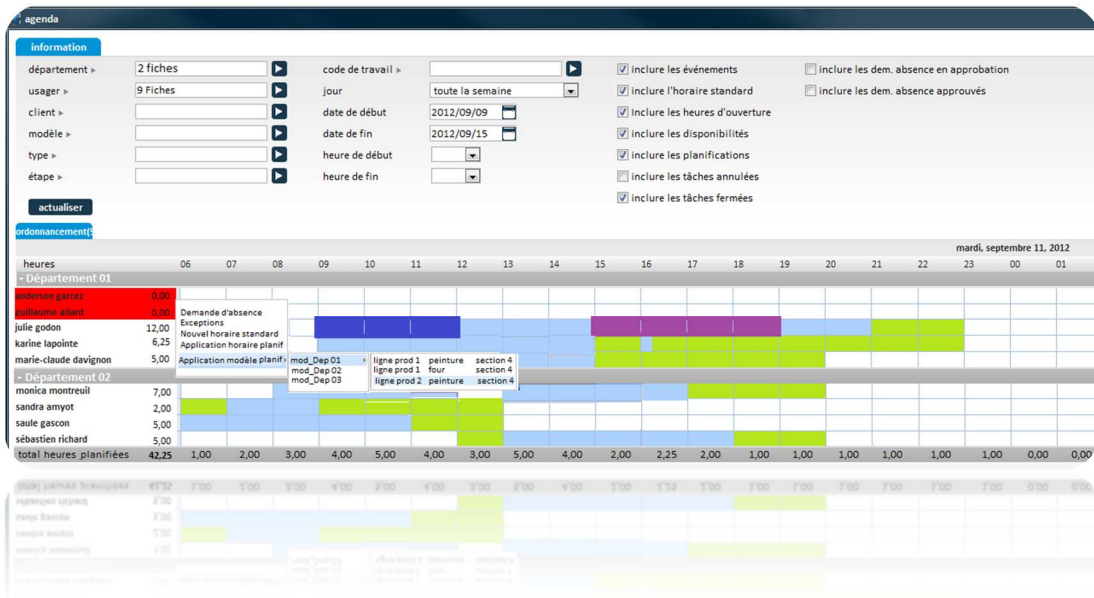 agenda
information
département ▸ 2 fiches code de travail ▸ inclure les événements inclure les dem. absence en approbation
usager ▸ 9 Fiches jour toute la semaine inclure l'horaire standard inclure les dem. absence approuvés
client ▸ date de début 2012/09/09 Inclure les heures d'ouverture
modèle ▸ date de fin 2012/09/15 inclure les disponibilités
type ▸ heure de début inclure les planifications
étape ▸ heure de fin inclure les tâches annulées
inclure les tâches fermées
actualiser
ordonnancement(9
mardi, septembre 11, 2012
heures 06 07 08 09 10 11 12 13 14 15 16 17 18 19 20 21 22 23 00 01
- Département 01
anderson garcez 0,00
guillaume allard 0,00 Demande d'absence
Exceptions
julie godon 12,00 Nouvel horaire standard
karine lapointe 6,25 Application horaire planif
marie-claude davignon 5,00 Application modèle planif▸ mod_Dep 01 ▸ ligne prod 1 peinture section 4
mod_Dep 02 ligne prod 1 four section 4
- Département 02 mod_Dep 03 ligne prod 2 peinture section 4
monica montreuil 7,00
sandra amyot 2,00
saule gascon 5,00
sébastien richard 5,00
total heures planifiées 42,25 1,00 2,00 3,00 4,00 5,00 4,00 3,00 5,00 4,00 2,00 2,25 2,00 1,00 1,00 1,00 1,00 1,00 1,00 0,00 0,00